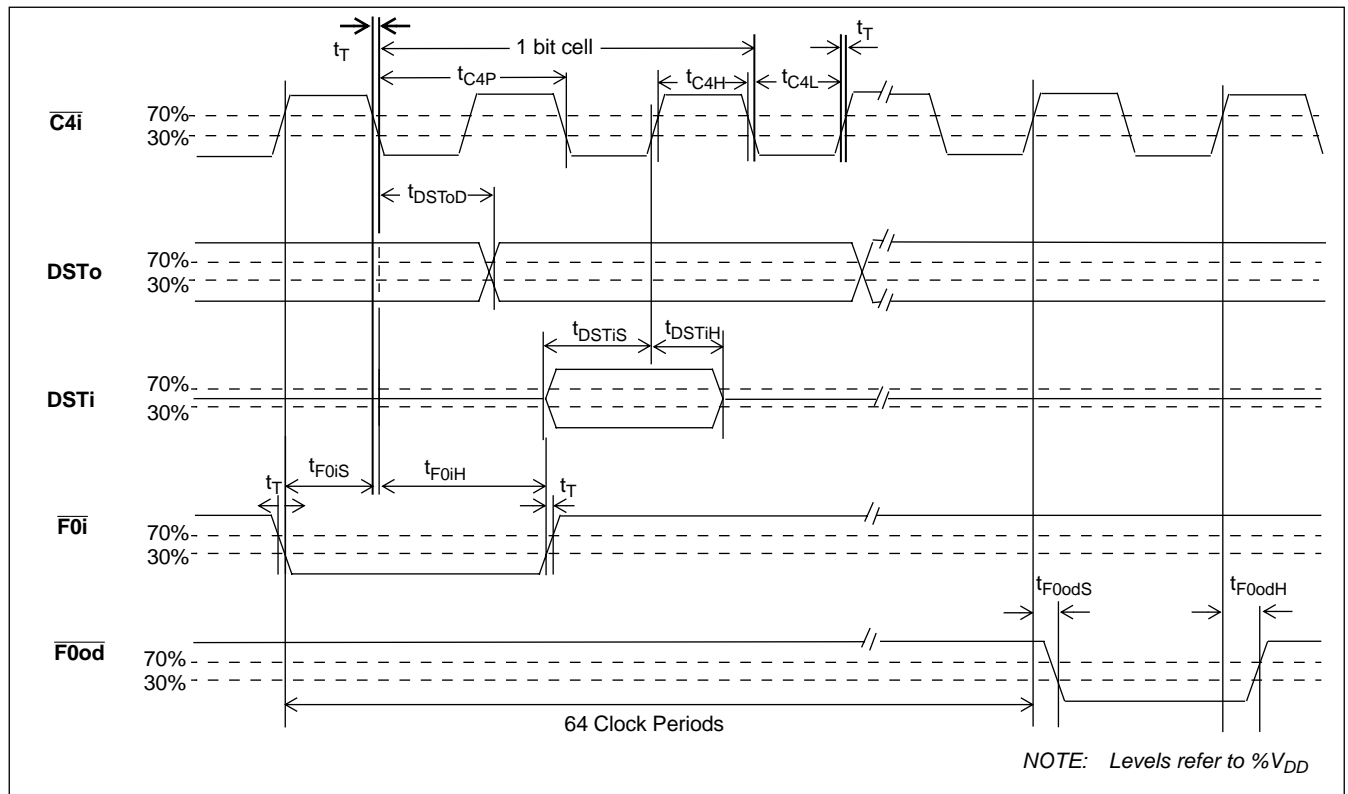 tT 1 bit cell tT
tC4P tC4H tC4L
C4i 70%
30%
tDSToD
DSTo 70%
30%
tDSTiS tDSTiH
DSTi 70%
30%
tT tF0iS tF0iH tT
F0i 70%
30%
tF0odS tF0odH
F0od 70%
30%
64 Clock Periods
NOTE: Levels refer to %VDD